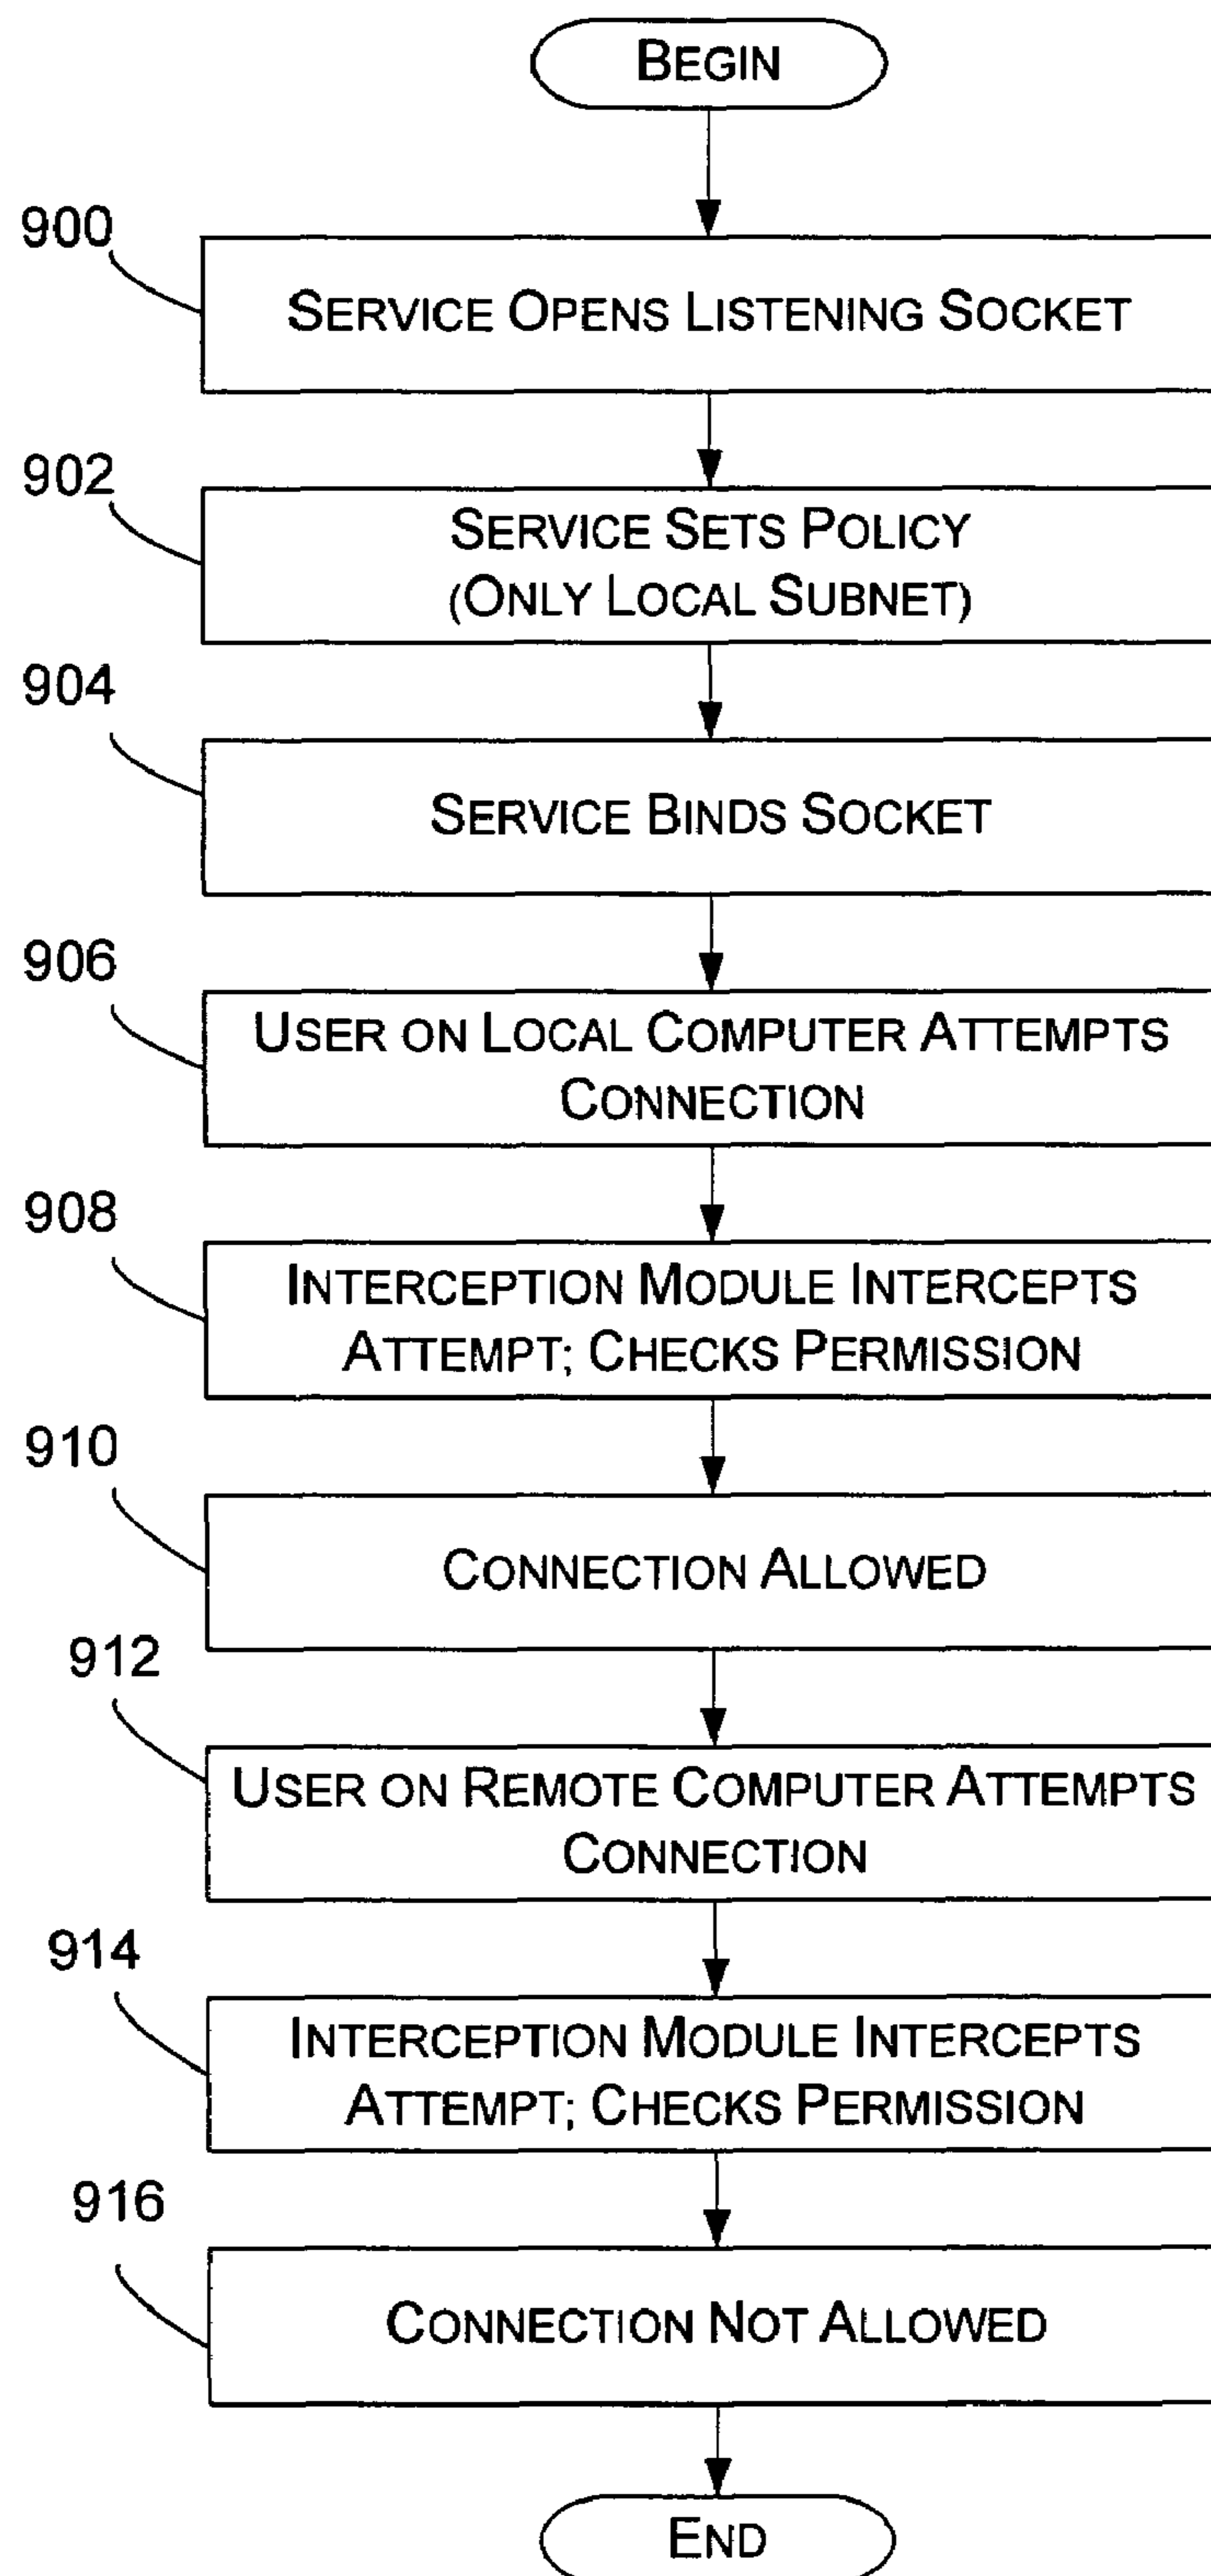 BEGIN
900
SERVICE OPENS LISTENING SOCKET
902
SERVICE SETS POLICY
(ONLY LOCAL SUBNET)
904
SERVICE BINDS SOCKET
906
USER ON LOCAL COMPUTER ATTEMPTS
CONNECTION
908
INTERCEPTION MODULE INTERCEPTS
ATTEMPT; CHECKS PERMISSION
910
CONNECTION ALLOWED
912
USER ON REMOTE COMPUTER ATTEMPTS
CONNECTION
914
INTERCEPTION MODULE INTERCEPTS
ATTEMPT; CHECKS PERMISSION
916
CONNECTION NOT ALLOWED
END